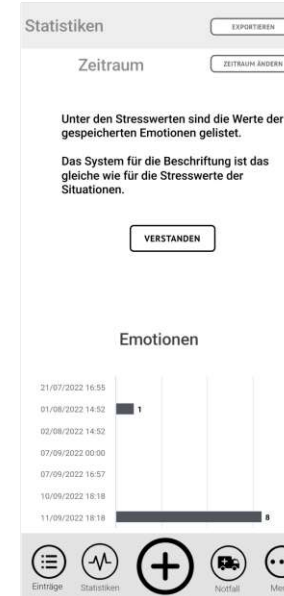 Statistiken
EXPORTIEREN
Zeitraum
ZEITRAUM ÄNDERN
Unter den Stresswerten sind die Werte der
gespeicherten Emotionen gelistet.
Das System für die Beschriftung ist das
gleiche wie für die Stresswerte der
Situationen.
VERSTANDEN
Emotionen
21/07/2022 16:55
01/08/2022 14:52 1
02/08/2022 14:52
07/09/2022 00:00
07/09/2022 16:57
10/09/2022 18:18
11/09/2022 18:18 8
Einträge Statistiken Notfall